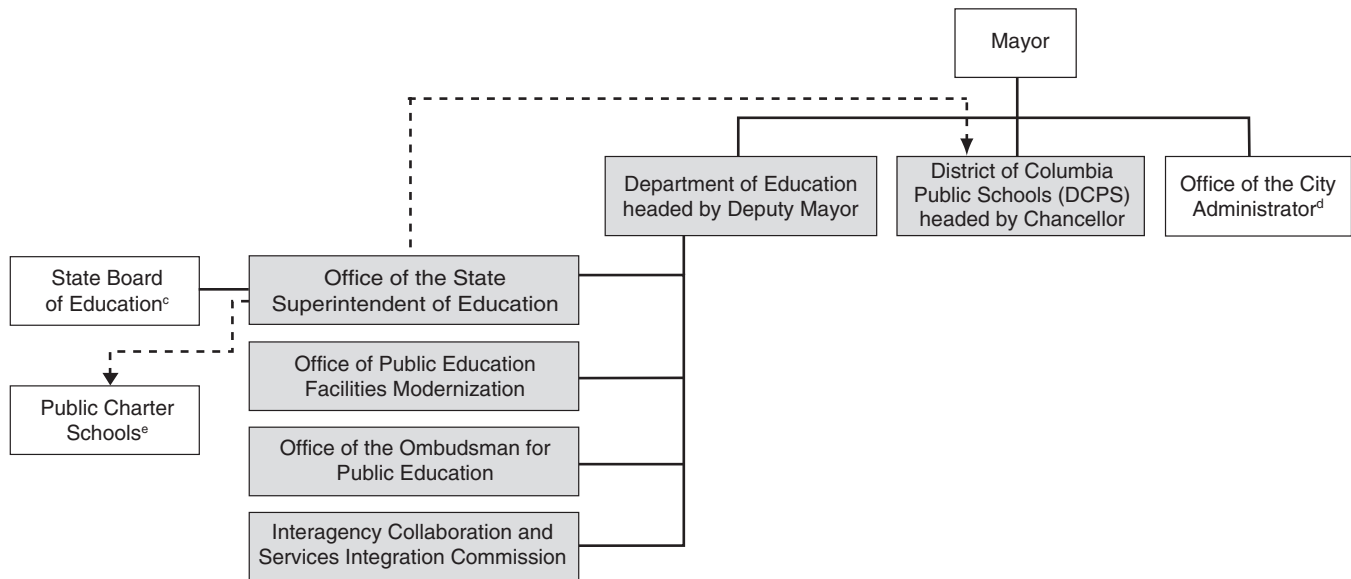 Mayor
Department of Education
headed by Deputy Mayor
District of Columbia
Public Schools (DCPS)
headed by Chancellor
Office of the City
Administratorᵈ
State Board
of Educationᶜ
Office of the State
Superintendent of Education
Office of Public Education
Facilities Modernization
Public Charter
Schoolsᵉ
Office of the Ombudsman for
Public Education
Interagency Collaboration and
Services Integration Commission